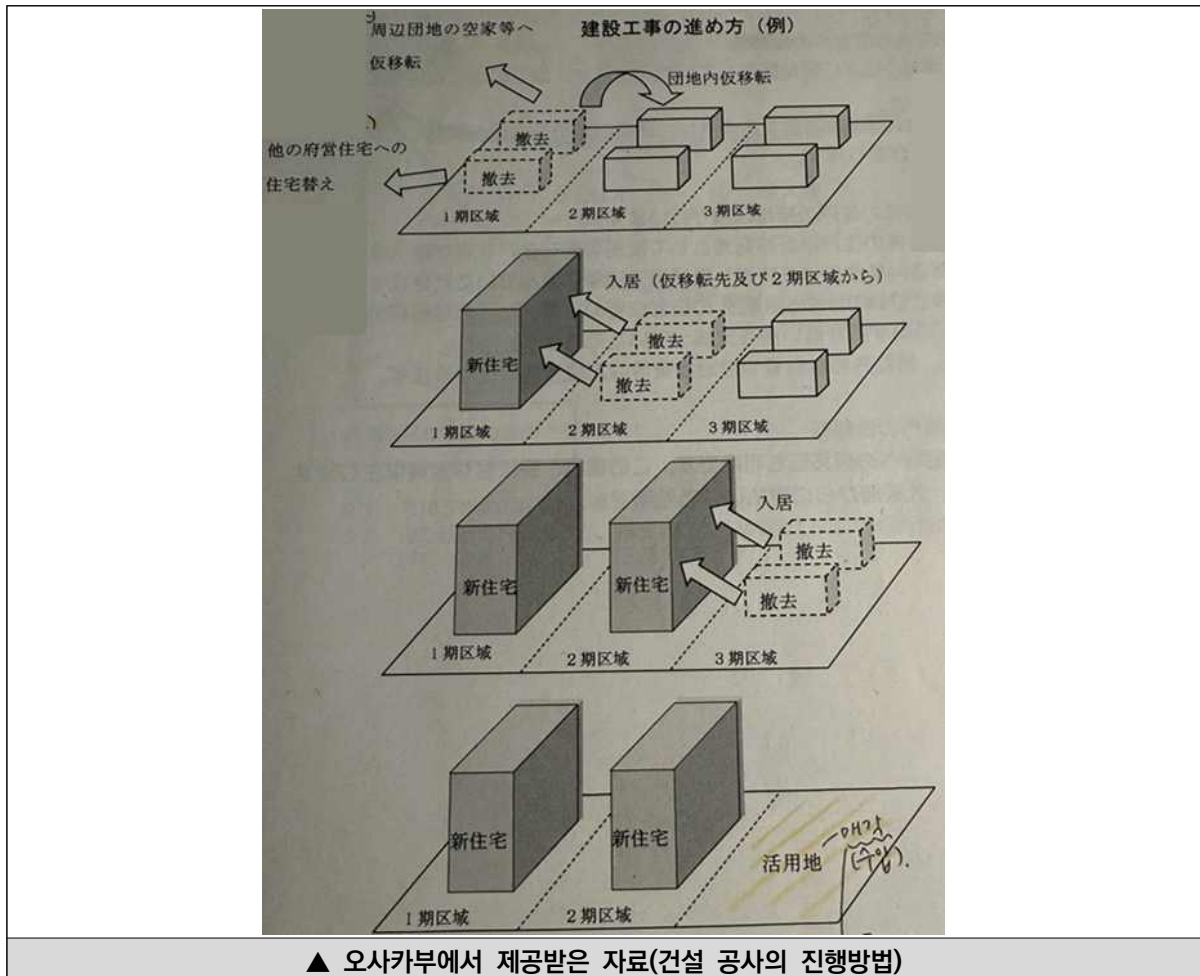 周辺団地の空家等へ
仮移転
建設工事の進め方（例）
団地内仮移転
他の府営住宅への
住宅替え
撤去
撤去
1期区域
2期区域
3期区域
入居（仮移転先及び2期区域から）
新住宅
撤去
撤去
1期区域
2期区域
3期区域
入居
新住宅
新住宅
撤去
撤去
1期区域
2期区域
3期区域
新住宅
新住宅
活用地
매각
(수입).
1期区域
2期区域
▲ 오사카부에서 제공받은 자료(건설 공사의 진행방법)